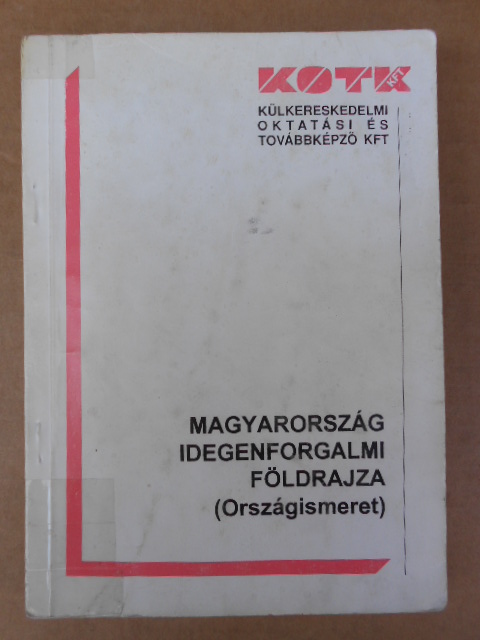 KOTK KFT
KÜLKERESKEDELMI
OKTATÁSI ÉS
TOVÁBBKÉPZŐ KFT
MAGYARORSZÁG
IDEGENFORGALMI
FÖLDRAJZA
(Országismeret)